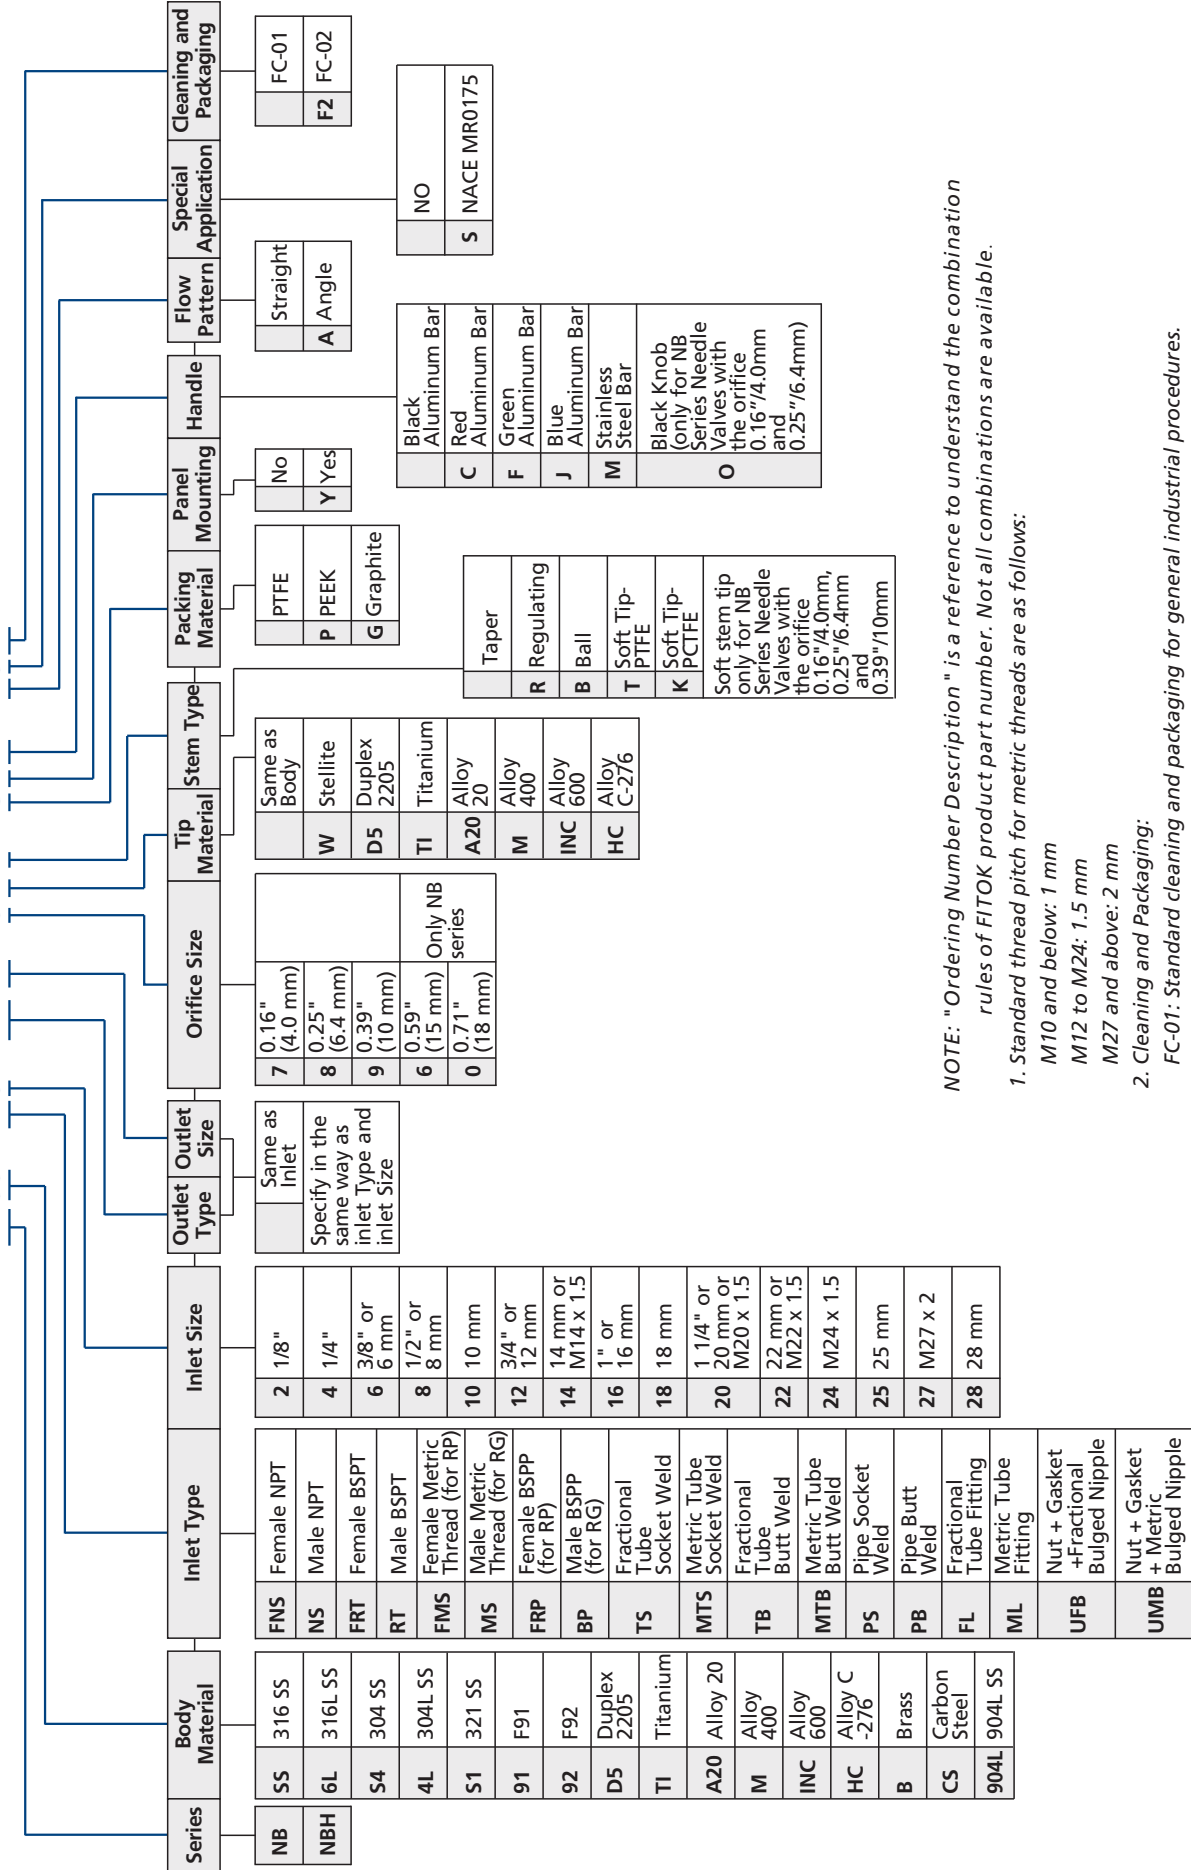 Series
NB
NBH
Body
Material
SS 316 SS
6L 316L SS
S4 304 SS
4L 304L SS
S1 321 SS
91 F91
92 F92
D5 Duplex
2205
TI Titanium
A20 Alloy 20
M Alloy
400
INC Alloy
600
HC Alloy C
-276
B Brass
CS Carbon
Steel
904L 904L SS
Inlet Type
FNS Female NPT
NS Male NPT
FRT Female BSPT
RT Male BSPT
FMS Female Metric
Thread (for RP)
MS Male Metric
Thread (for RG)
FRP Female BSPP
(for RP)
BP Male BSPP
(for RG)
TS Fractional
Tube
Socket Weld
MTS Metric Tube
Socket Weld
TB Fractional
Tube
Butt Weld
MTB Metric Tube
Butt Weld
PS Pipe Socket
Weld
PB Pipe Butt
Weld
FL Fractional
Tube Fitting
ML Metric Tube
Fitting
UFB Nut + Gasket
+Fractional
Bulged Nipple
UMB Nut + Gasket
+ Metric
Bulged Nipple
Inlet Size
2 1/8"
4 1/4"
6 3/8" or
6 mm
8 1/2" or
8 mm
10 10 mm
12 3/4" or
12 mm
14 14 mm or
M14 x 1.5
16 1" or
16 mm
18 18 mm
20 1 1/4" or
20 mm or
M20 x 1.5
22 22 mm or
M22 x 1.5
24 M24 x 1.5
25 25 mm
27 M27 x 2
28 28 mm
Outlet
Type
Outlet
Size
Same as
Inlet
Specify in the
same way as
inlet Type and
inlet Size
Orifice Size
7 0.16"
(4.0 mm)
8 0.25"
(6.4 mm)
9 0.39"
(10 mm)
6 0.59"
(15 mm)
0 0.71"
(18 mm)
Only NB
series
Tip
Material
Same as
Body
W Stellite
D5 Duplex
2205
TI Titanium
A20 Alloy
20
M Alloy
400
INC Alloy
600
HC Alloy
C-276
Stem Type
Taper
R Regulating
B Ball
T Soft Tip-
PTFE
K Soft Tip-
PCTFE
Soft stem tip
only for NB
Series Needle
Valves with
the orifice
0.16"/4.0mm,
0.25"/6.4mm
and
0.39"/10mm
Packing
Material
PTFE
P PEEK
G Graphite
Panel
Mounting
No
Y Yes
Handle
Black
Aluminum Bar
C Red
Aluminum Bar
F Green
Aluminum Bar
J Blue
Aluminum Bar
M Stainless
Steel Bar
O Black Knob
(only for NB
Series Needle
Valves with
the orifice
0.16"/4.0mm
and
0.25"/6.4mm)
Flow
Pattern
Straight
A Angle
Special
Application
NO
S NACE MR0175
Cleaning and
Packaging
FC-01
F2 FC-02
NOTE: "Ordering Number Description" is a reference to understand the combination
rules of FITOK product part number. Not all combinations are available.
1. Standard thread pitch for metric threads are as follows:
M10 and below: 1 mm
M12 to M24: 1.5 mm
M27 and above: 2 mm
2. Cleaning and Packaging:
FC-01: Standard cleaning and packaging for general industrial procedures.